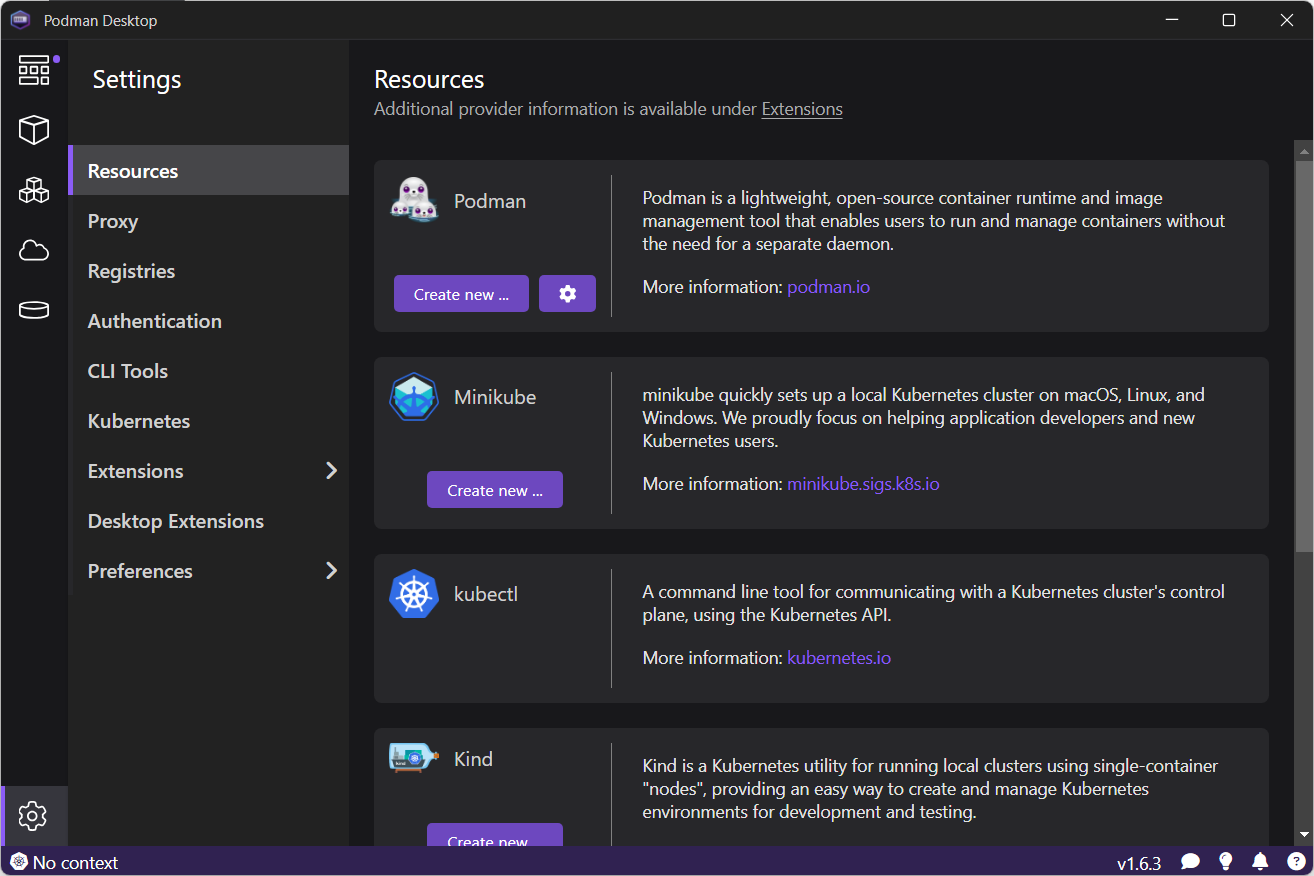 Podman Desktop
Settings
Resources
Proxy
Registries
Authentication
CLI Tools
Kubernetes
Extensions
Desktop Extensions
Preferences
Resources
Additional provider information is available under Extensions
Podman
Create new ...
Podman is a lightweight, open-source container runtime and image
management tool that enables users to run and manage containers without
the need for a separate daemon.
More information: podman.io
Minikube
Create new ...
minikube quickly sets up a local Kubernetes cluster on macOS, Linux, and
Windows. We proudly focus on helping application developers and new
Kubernetes users.
More information: minikube.sigs.k8s.io
kubectl
A command line tool for communicating with a Kubernetes cluster's control
plane, using the Kubernetes API.
More information: kubernetes.io
Kind
Create new
Kind is a Kubernetes utility for running local clusters using single-container
"nodes", providing an easy way to create and manage Kubernetes
environments for development and testing.
No context
v1.6.3